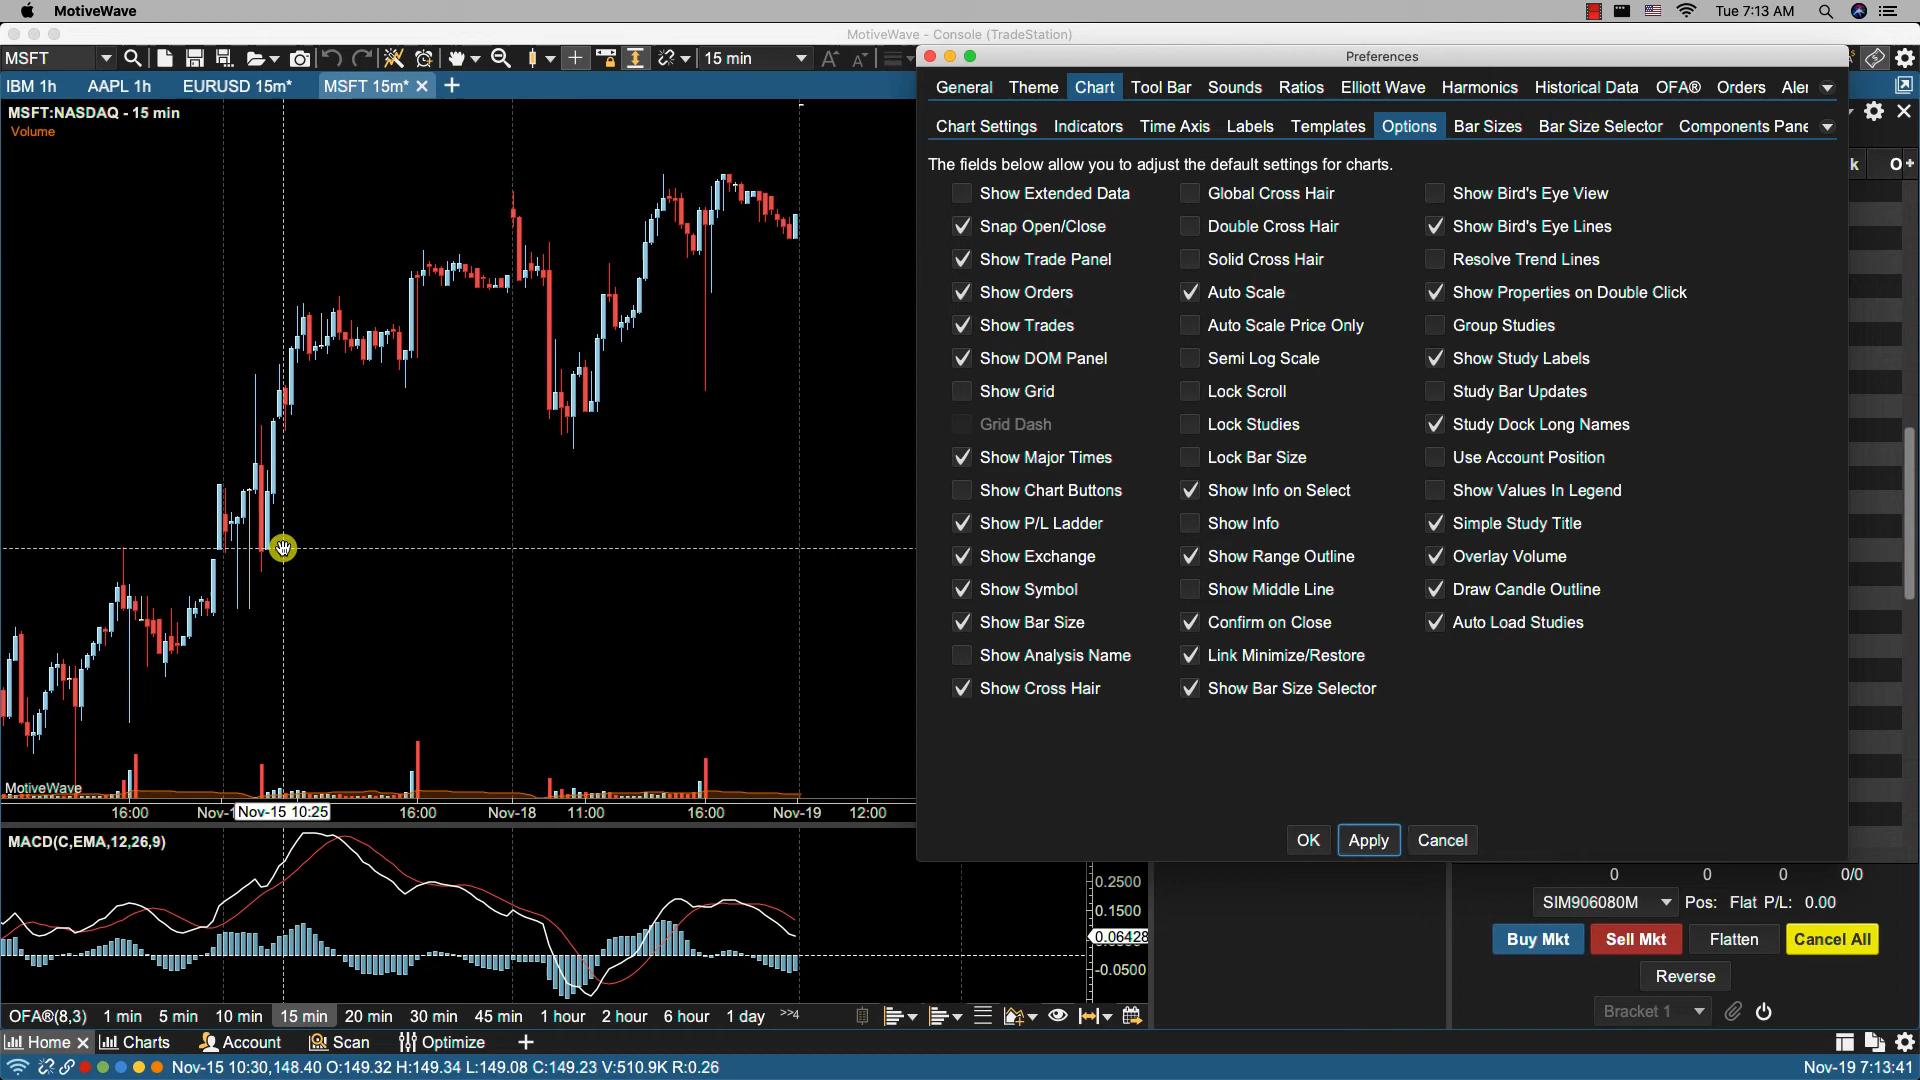 MotiveWave
Tue 7:13 AM
MotiveWave - Console (TradeStation)
MSFT
15 min
Preferences
IBM 1h AAPL 1h EURUSD 15m* MSFT 15m*
General Theme Chart Tool Bar Sounds Ratios Elliott Wave Harmonics Historical Data OFA® Orders Aler
MSFT:NASDAQ - 15 min
Volume
Chart Settings Indicators Time Axis Labels Templates Options Bar Sizes Bar Size Selector Components Pane
k O+
The fields below allow you to adjust the default settings for charts.
Show Extended Data Global Cross Hair Show Bird's Eye View
Snap Open/Close Double Cross Hair Show Bird's Eye Lines
Show Trade Panel Solid Cross Hair Resolve Trend Lines
Show Orders Auto Scale Show Properties on Double Click
Show Trades Auto Scale Price Only Group Studies
Show DOM Panel Semi Log Scale Show Study Labels
Show Grid Lock Scroll Study Bar Updates
Grid Dash Lock Studies Study Dock Long Names
Show Major Times Lock Bar Size Use Account Position
Show Chart Buttons Show Info on Select Show Values In Legend
Show P/L Ladder Show Info Simple Study Title
Show Exchange Show Range Outline Overlay Volume
Show Symbol Show Middle Line Draw Candle Outline
Show Bar Size Confirm on Close Auto Load Studies
Show Analysis Name Link Minimize/Restore
Show Cross Hair Show Bar Size Selector
MotiveWave
16:00 Nov-1 Nov-15 10:25 16:00 Nov-18 11:00 16:00 Nov-19 12:00
OK Apply Cancel
MACD(C,EMA,12,26,9)
0.2500
0.1500
0.06428
-0.0500
0 0 0 0/0
SIM906080M Pos: Flat P/L: 0.00
Buy Mkt Sell Mkt Flatten Cancel All
Reverse
Bracket 1
OFA®(8,3) 1 min 5 min 10 min 15 min 20 min 30 min 45 min 1 hour 2 hour 6 hour 1 day >>4
Home Charts Account Scan Optimize
Nov-15 10:30,148.40 O:149.32 H:149.34 L:149.08 C:149.23 V:510.9K R:0.26
Nov-19 7:13:41